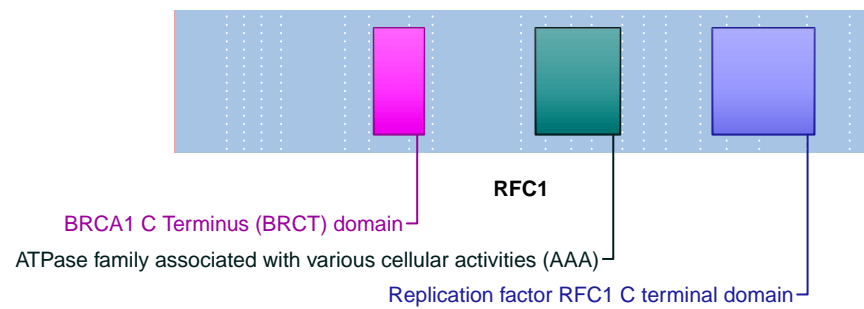 RFC1
BRCA1 C Terminus (BRCT) domain
ATPase family associated with various cellular activities (AAA)
Replication factor RFC1 C terminal domain